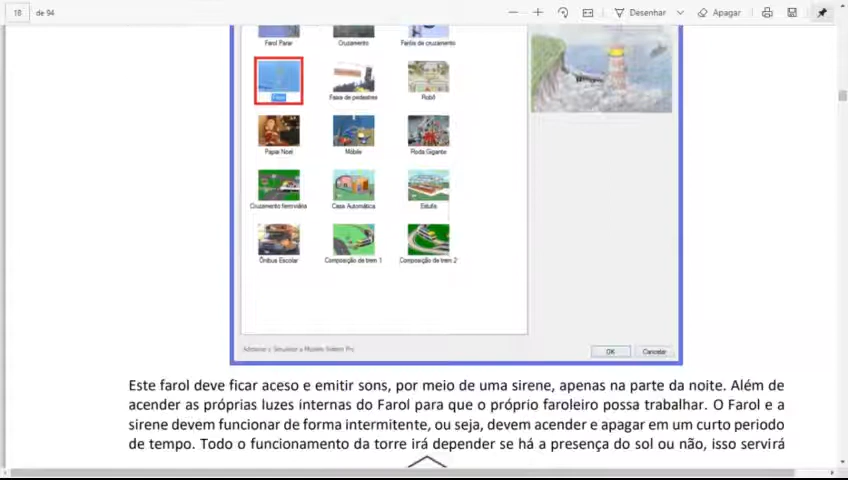 18 de 94 Desenhar Apagar
Farol Parar Cruzamento Faróis de cruzamento
Farol Faixa de pedestres Robô
Papai Noel Móbile Roda Gigante
Cruzamento ferroviária Casa Automática Estufa
Ônibus Escolar Composição de trem 1 Composição de trem 2
OK Cancelar
Este farol deve ficar aceso e emitir sons, por meio de uma sirene, apenas na parte da noite. Além de
acender as próprias luzes internas do Farol para que o próprio faroleiro possa trabalhar. O Farol e a
sirene devem funcionar de forma intermitente, ou seja, devem acender e apagar em um curto periodo
de tempo. Todo o funcionamento da torre irá depender se há a presença do sol ou não, isso servirá